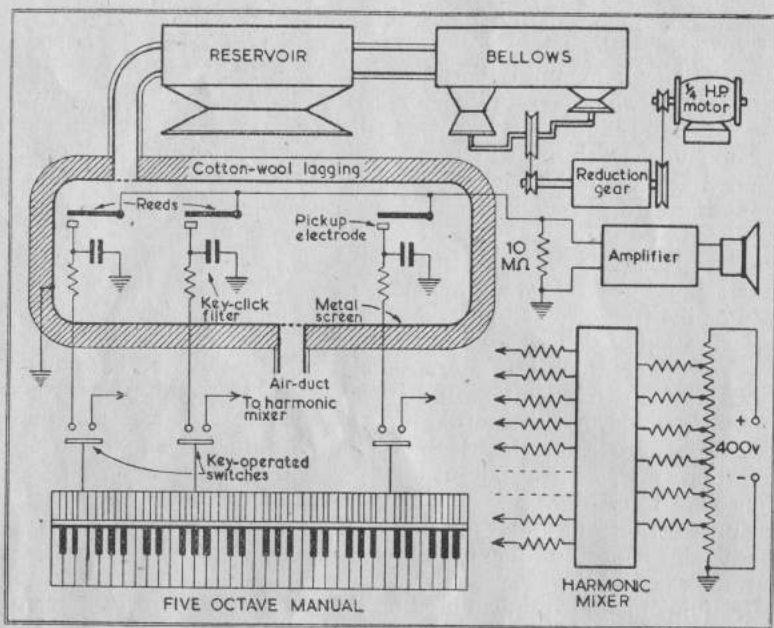 RESERVOIR
BELLOWS
¼ H.P.
motor
Cotton-wool lagging
Reduction
gear
Reeds
Pickup
electrode
10
MΩ
Amplifier
Key-click
filter
Metal
screen
Air-duct
To harmonic
mixer
+
400v
-
Key-operated
switches
FIVE OCTAVE MANUAL
HARMONIC
MIXER